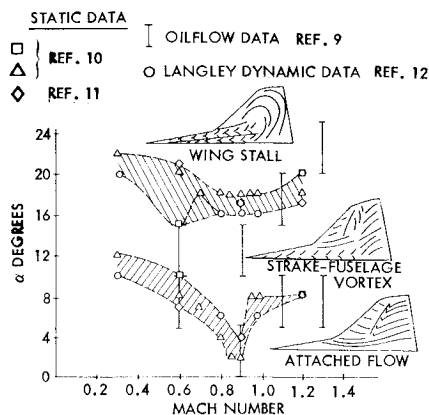 STATIC DATA
REF. 10
REF. 11
OILFLOW DATA REF. 9
LANGLEY DYNAMIC DATA REF. 12
24
20
16
12
8
4
0
α DEGREES
WING STALL
STRAKE-FUSELAGE
VORTEX
ATTACHED FLOW
0.2 0.4 0.6 0.8 1.0 1.2 1.4
MACH NUMBER